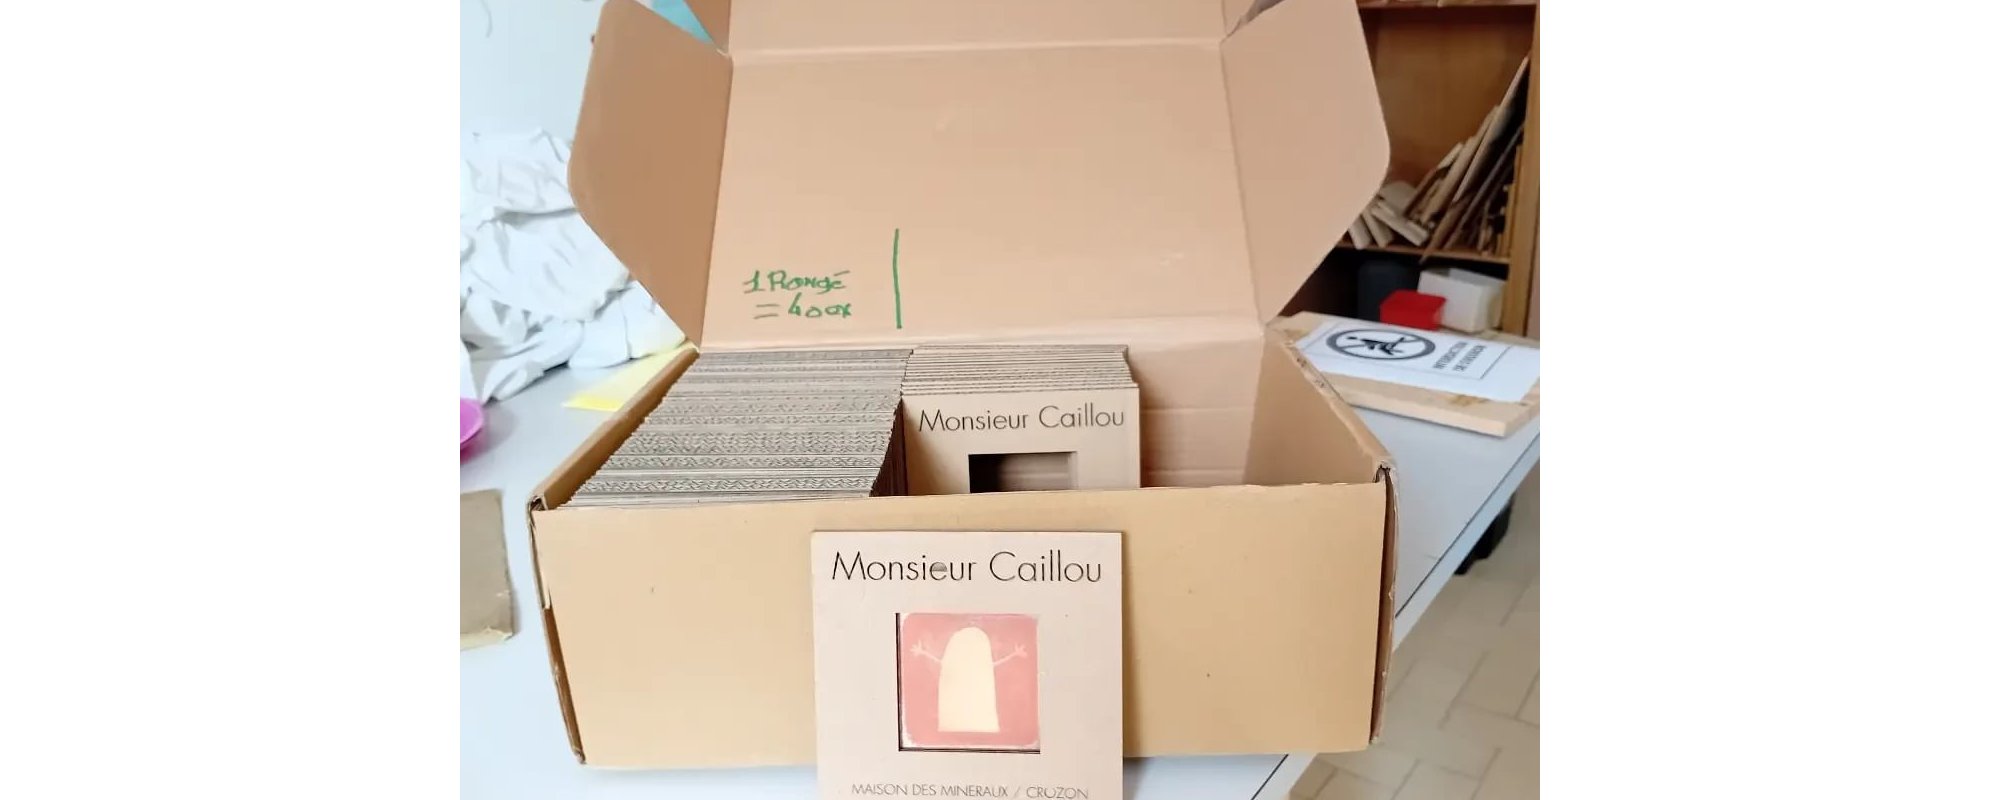 1 Rangé
= 400x
Monsieur Caillou
Monsieur Caillou
MAISON DES MINERAUX / CROZON